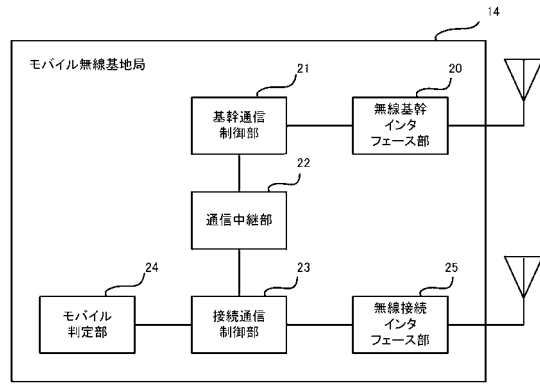 14
モバイル無線基地局
21
基幹通信
制御部
20
無線基幹
インタ
フェース部
22
通信中継部
24
モバイル
判定部
23
接続通信
制御部
25
無線接続
インタ
フェース部